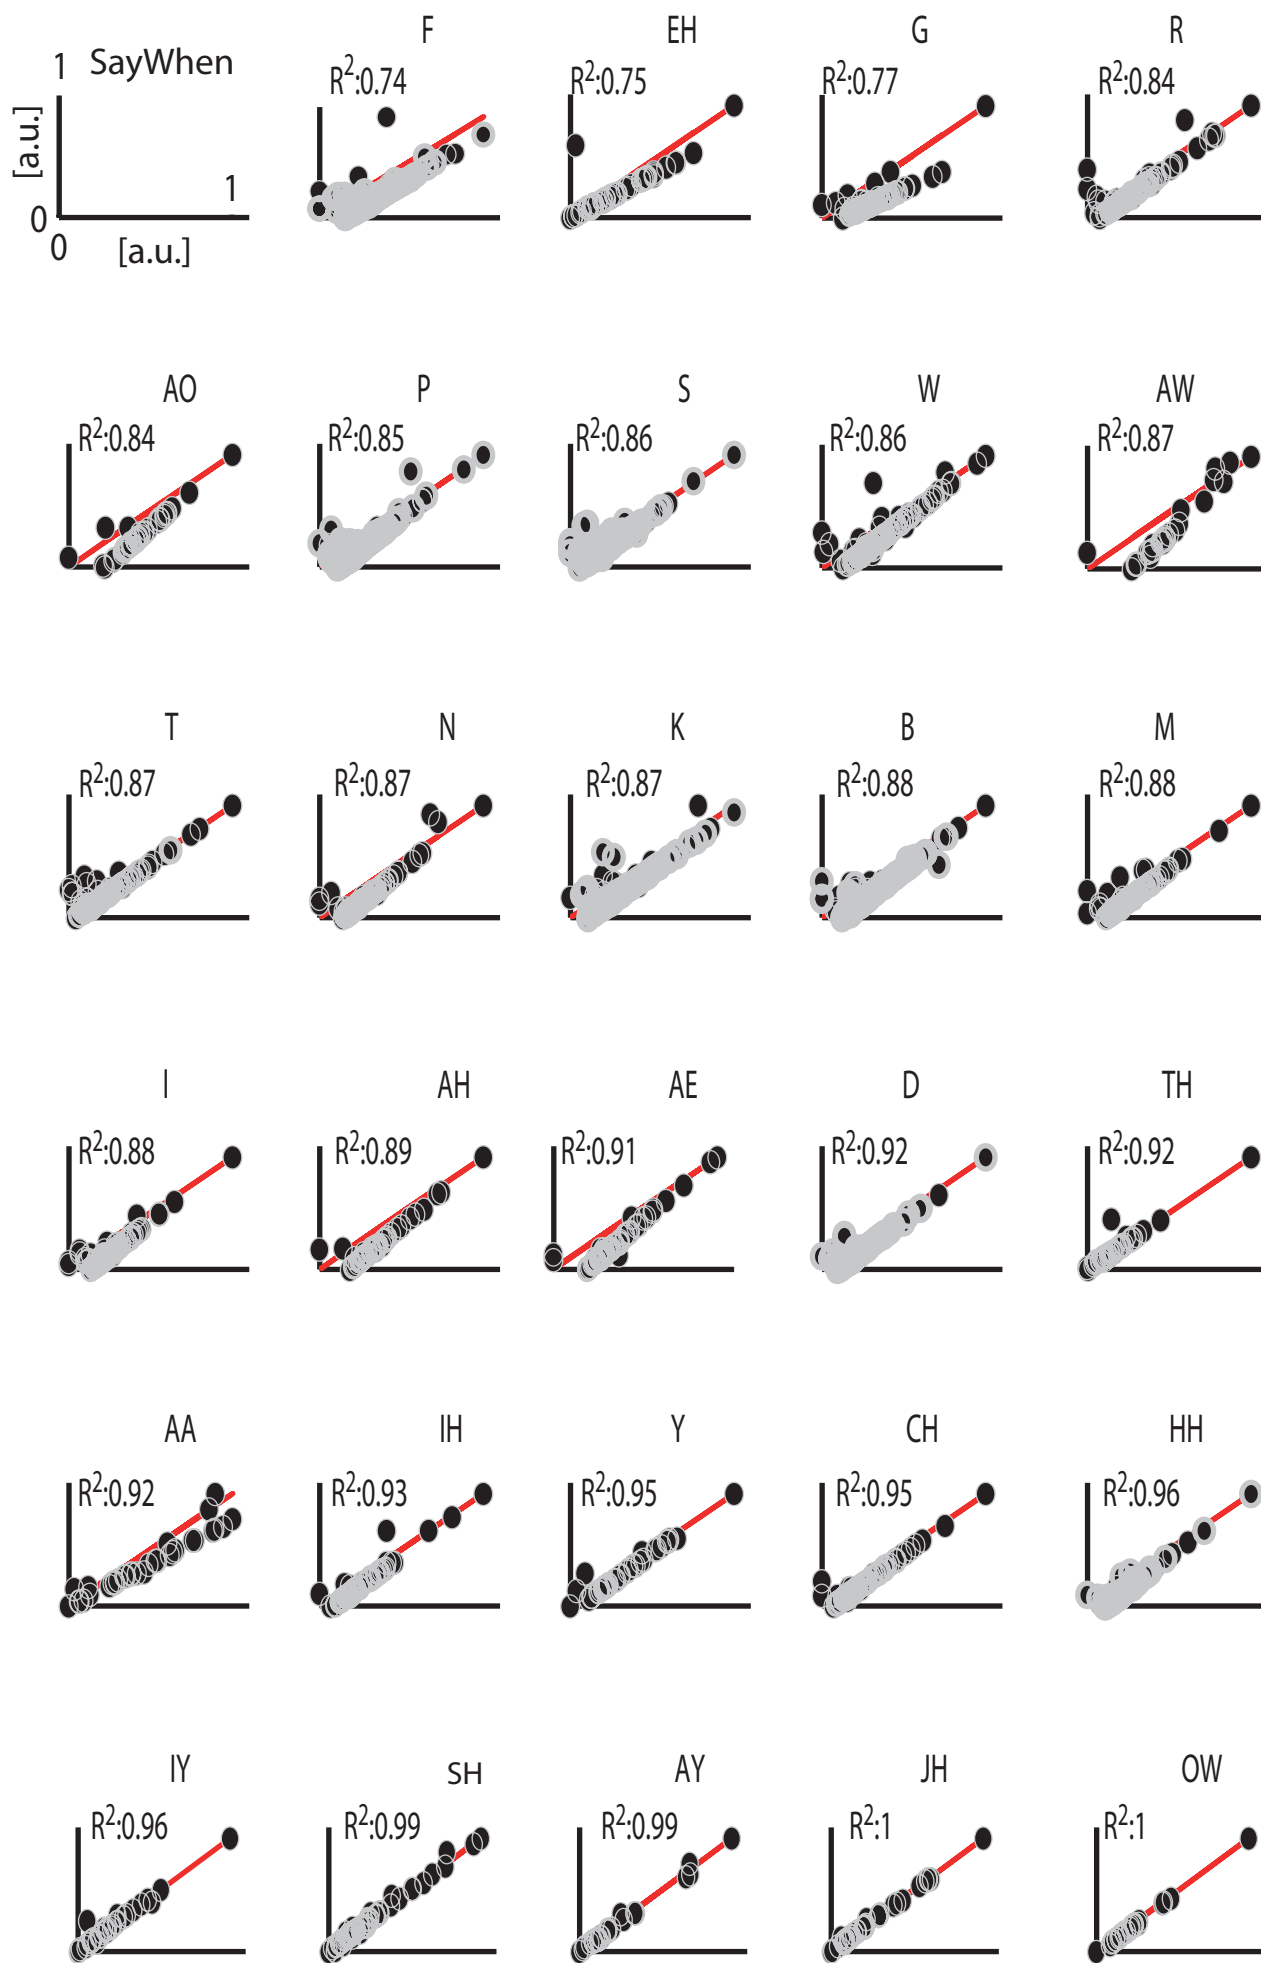 1 SayWhen
[a.u.]
1
0
0
[a.u.]
F EH G R
R²:0.74 R²:0.75 R²:0.77 R²:0.84
AO P S W AW
R²:0.84 R²:0.85 R²:0.86 R²:0.86 R²:0.87
T N K B M
R²:0.87 R²:0.87 R²:0.87 R²:0.88 R²:0.88
I AH AE D TH
R²:0.88 R²:0.89 R²:0.91 R²:0.92 R²:0.92
AA IH Y CH HH
R²:0.92 R²:0.93 R²:0.95 R²:0.95 R²:0.96
IY SH AY JH OW
R²:0.96 R²:0.99 R²:0.99 R²:1 R²:1